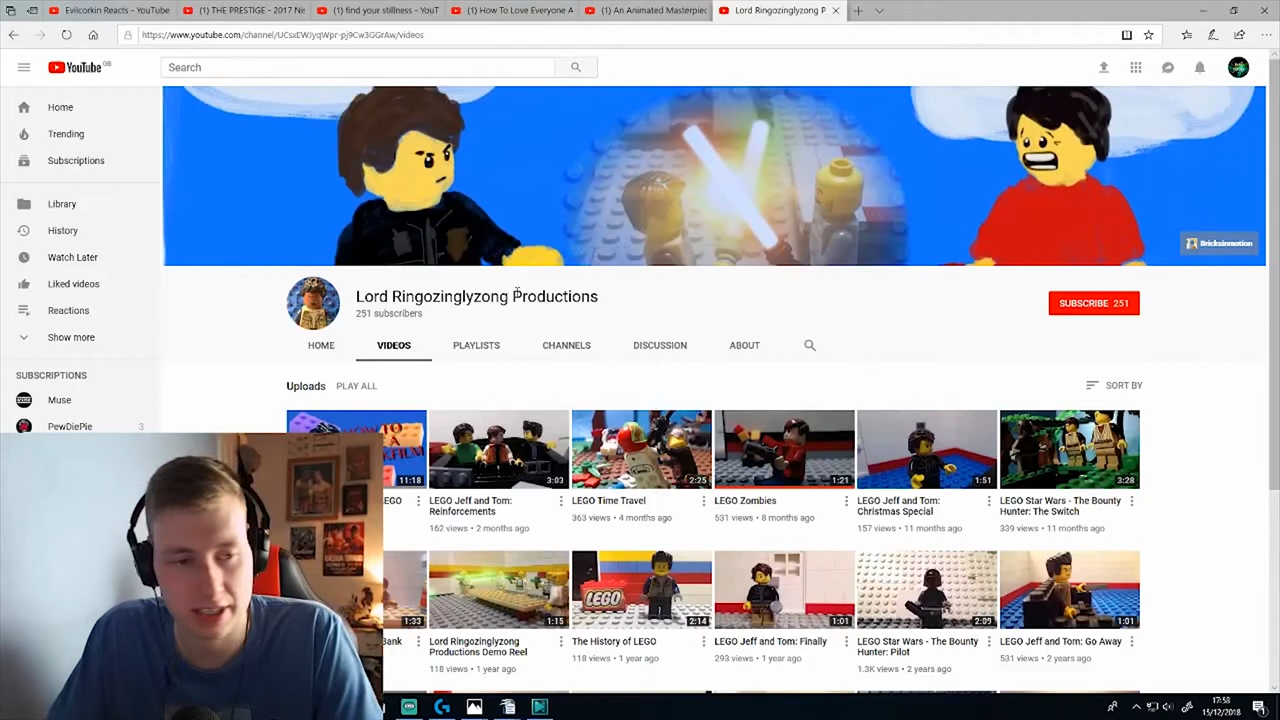 Evilcorkin Reacts - YouTube
(1) THE PRESTIGE - 2017 Nis
(1) find your stillness - YouT
(1) How To Love Everyone A
(1) An Animated Masterpiec
Lord Ringozinglyzong P
https://www.youtube.com/channel/UCsxEWJyqWpr-pj9Cw3GGrAw/videos
YouTube GB
Search
Home
Trending
Subscriptions
Library
History
Watch Later
Liked videos
Reactions
Show more
SUBSCRIPTIONS
Muse
PewDiePie 3
Bricksinmotion
Lord Ringozinglyzong Productions
251 subscribers
SUBSCRIBE 251
HOME
VIDEOS
PLAYLISTS
CHANNELS
DISCUSSION
ABOUT
Uploads PLAY ALL
SORT BY
11:18
3:03
2:25
1:21
1:51
3:28
EGO
LEGO Jeff and Tom:
Reinforcements
162 views • 2 months ago
LEGO Time Travel
363 views • 4 months ago
LEGO Zombies
531 views • 8 months ago
LEGO Jeff and Tom:
Christmas Special
157 views • 11 months ago
LEGO Star Wars - The Bounty
Hunter: The Switch
339 views • 11 months ago
LEGO
1:33
1:15
2:14
1:01
2:09
1:01
Bank
Lord Ringozinglyzong
Productions Demo Reel
118 views • 1 year ago
The History of LEGO
118 views • 1 year ago
LEGO Jeff and Tom: Finally
293 views • 1 year ago
LEGO Star Wars - The Bounty
Hunter: Pilot
1.3K views • 2 years ago
LEGO Jeff and Tom: Go Away
531 views • 2 years ago
17:58
15/12/2018